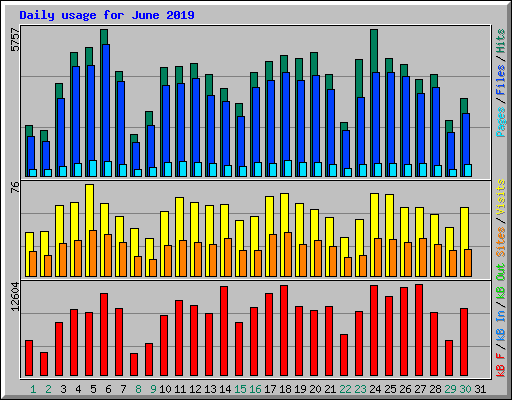 Daily usage for June 2019
5757
Pages / Files / Hits
76
Sites / Visits
12604
kB F / kB In / kB Out
1 2 3 4 5 6 7 8 9 10 11 12 13 14 15 16 17 18 19 20 21 22 23 24 25 26 27 28 29 30 31